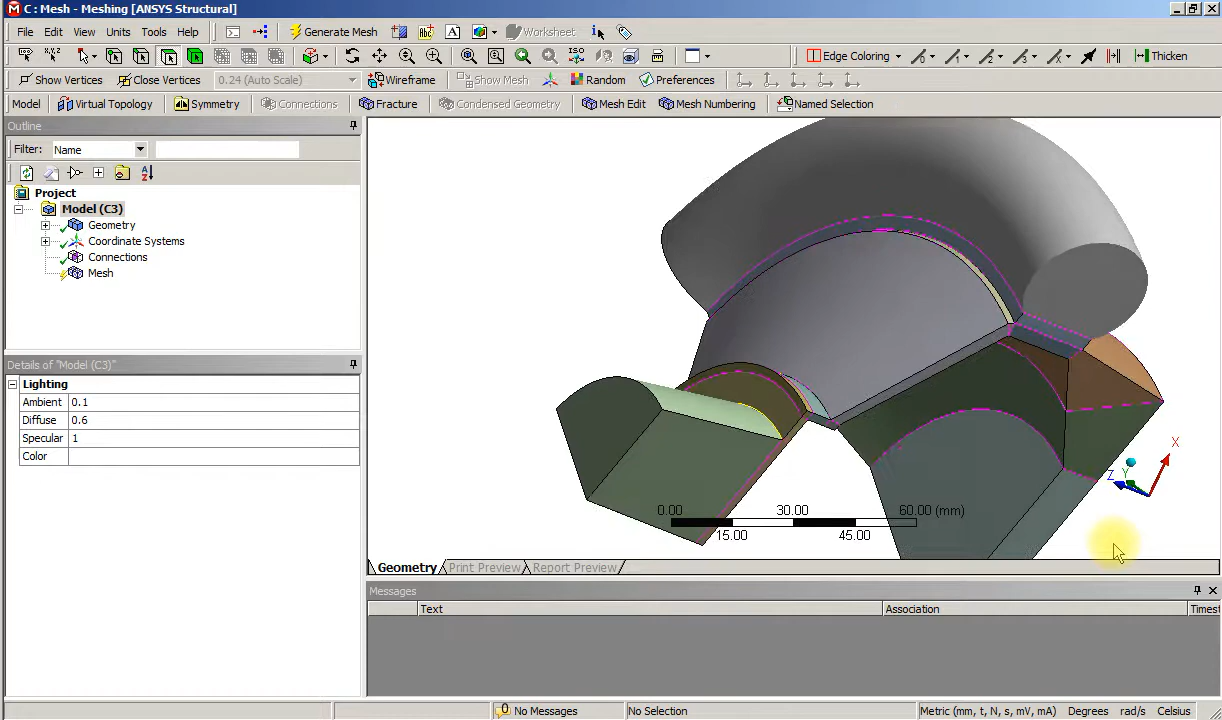 C : Mesh - Meshing [ANSYS Structural]
File Edit View Units Tools Help Generate Mesh Abc A Worksheet i
ISO Edge Coloring Thicken
Show Vertices Close Vertices 0.24 (Auto Scale) Wireframe Show Mesh Random Preferences
Model Virtual Topology Symmetry Connections Fracture Condensed Geometry Mesh Edit Mesh Numbering Named Selection
Outline
Filter: Name
Project
Model (C3)
Geometry
Coordinate Systems
Connections
Mesh
Details of "Model (C3)"
Lighting
Ambient 0.1
Diffuse 0.6
Specular 1
Color
X
Z Y
0.00 30.00 60.00 (mm)
15.00 45.00
Geometry Print Preview Report Preview
Messages
Text Association Timest
No Messages No Selection Metric (mm, t, N, s, mV, mA) Degrees rad/s Celsius